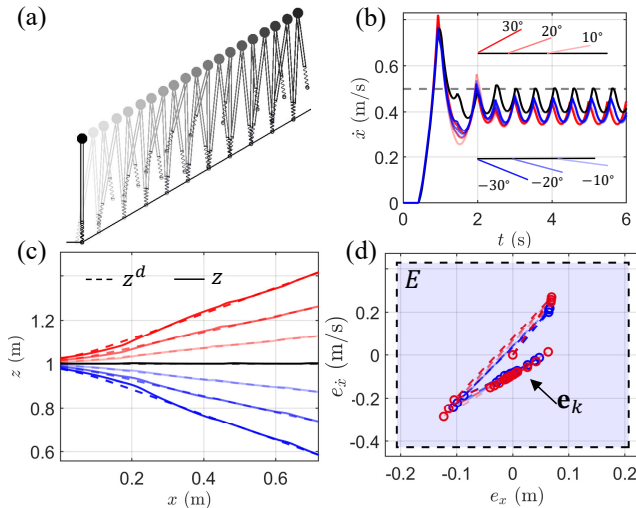 (a)
(b)
30°
20°
10°
0.8
0.6
0.4
0.2
0
ẋ (m/s)
−30°
−20°
−10°
0
2
4
6
t (s)
(c)
z^d
z
1.2
1
0.8
0.6
z (m)
0.2
0.4
0.6
x (m)
(d)
E
0.2
0
-0.2
-0.4
e_ẋ (m/s)
e_k
-0.2
-0.1
0
0.1
0.2
e_x (m)